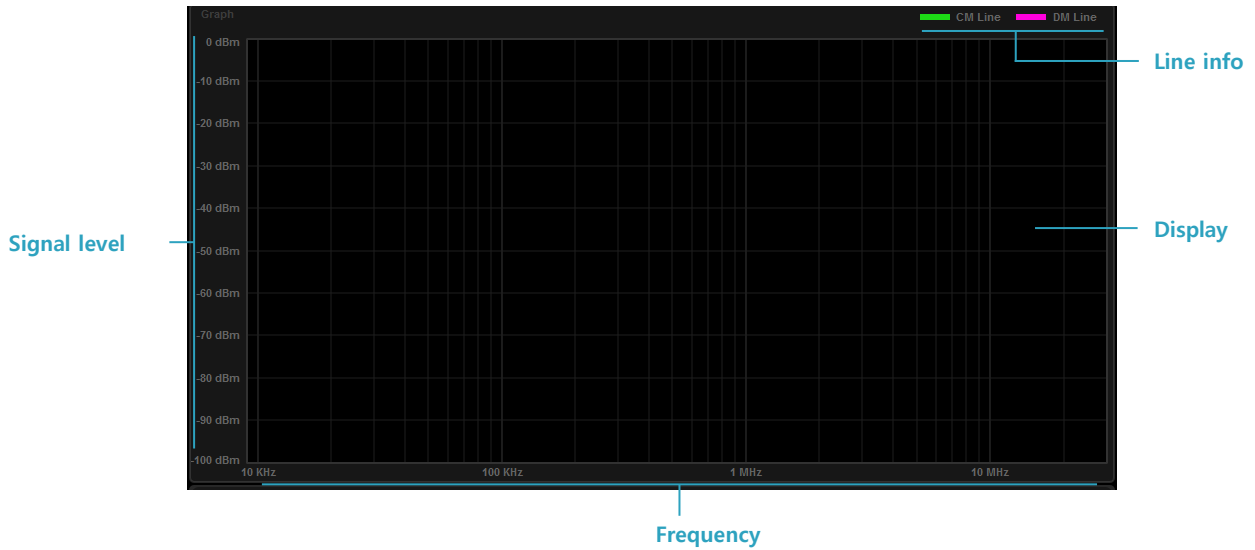 Graph
CM Line
DM Line
Line info
0 dBm
-10 dBm
-20 dBm
-30 dBm
-40 dBm
-50 dBm
-60 dBm
-70 dBm
-80 dBm
-90 dBm
-100 dBm
Signal level
Display
10 KHz
100 KHz
1 MHz
10 MHz
Frequency